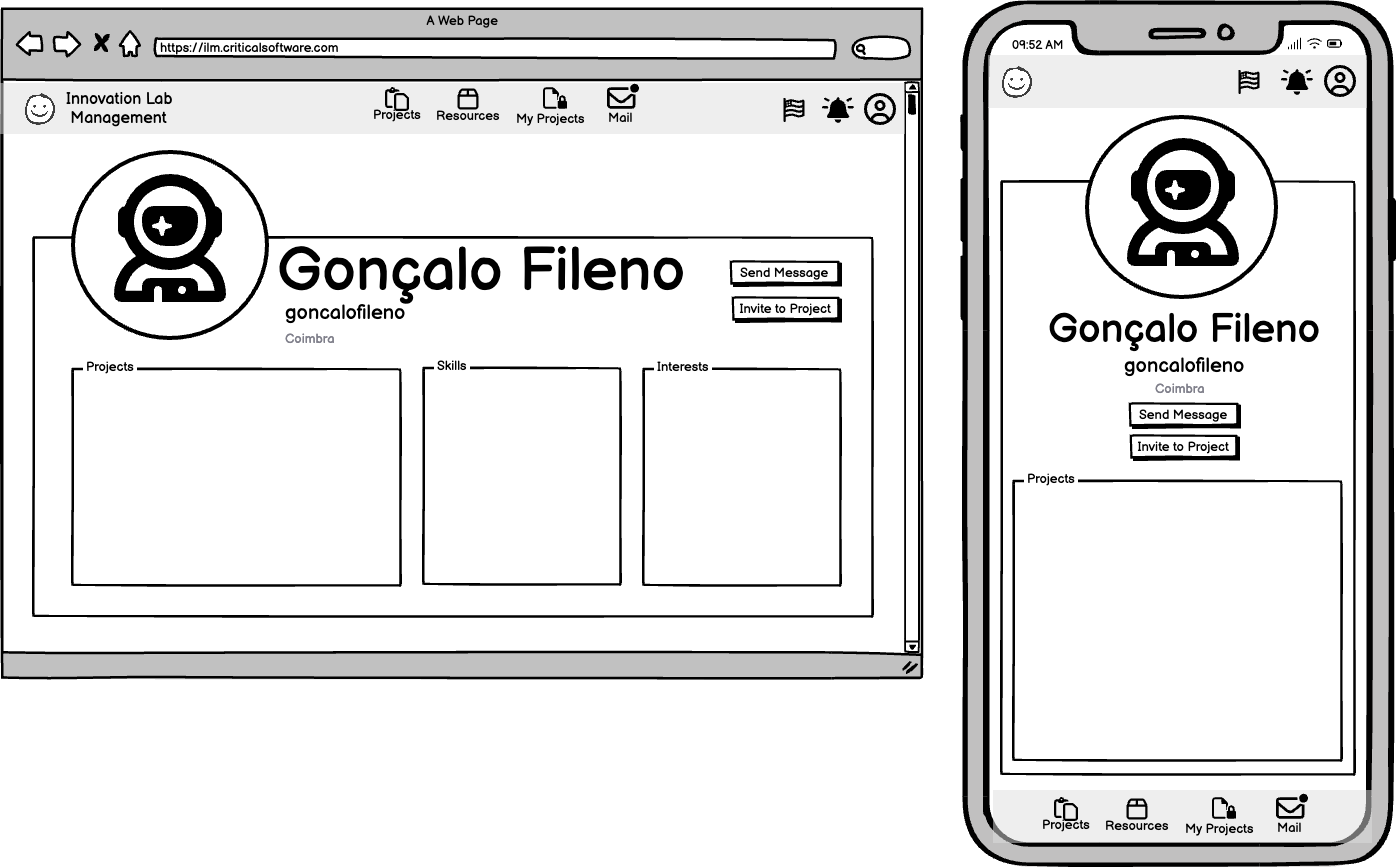 A Web Page
https://ilm.criticalsoftware.com
Innovation Lab
Management
Projects
Resources
My Projects
Mail
Gonçalo Fileno
goncalofileno
Coimbra
Send Message
Invite to Project
Projects
Skills
Interests
09:52 AM
Gonçalo Fileno
goncalofileno
Coimbra
Send Message
Invite to Project
Projects
Projects
Resources
My Projects
Mail